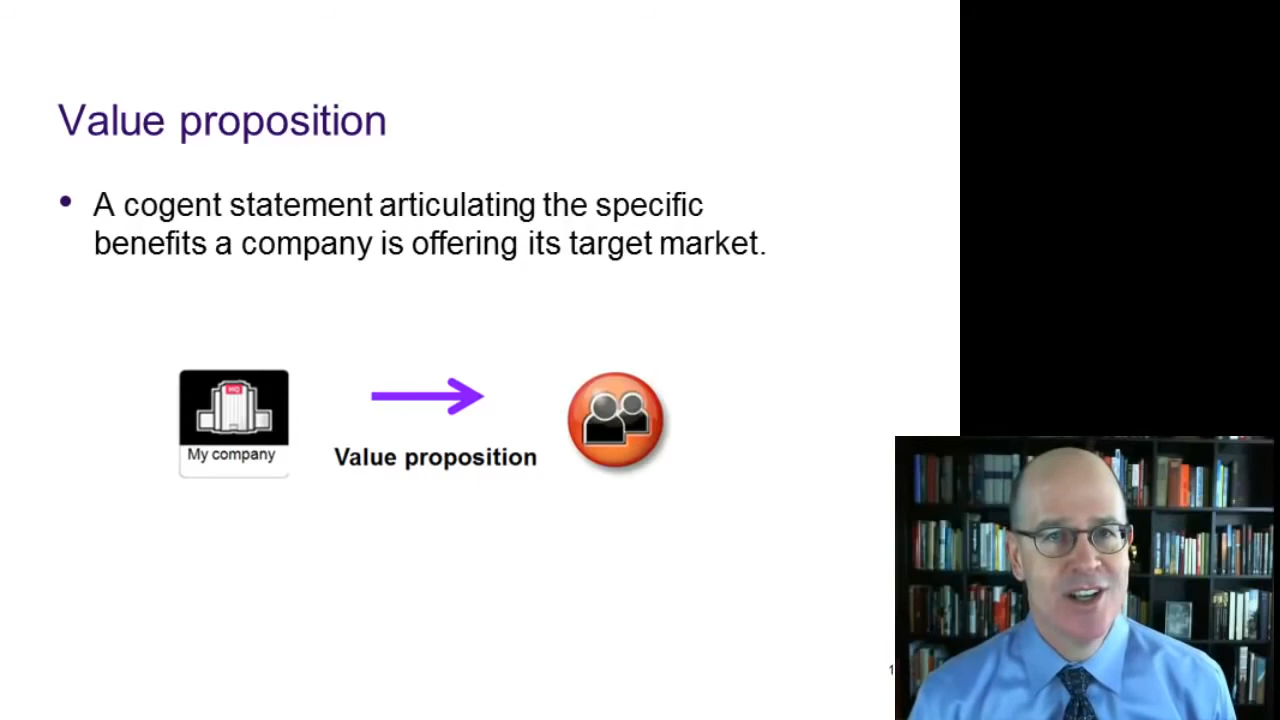 Value proposition
• A cogent statement articulating the specific
benefits a company is offering its target market.
HQ
My company
Value proposition
1